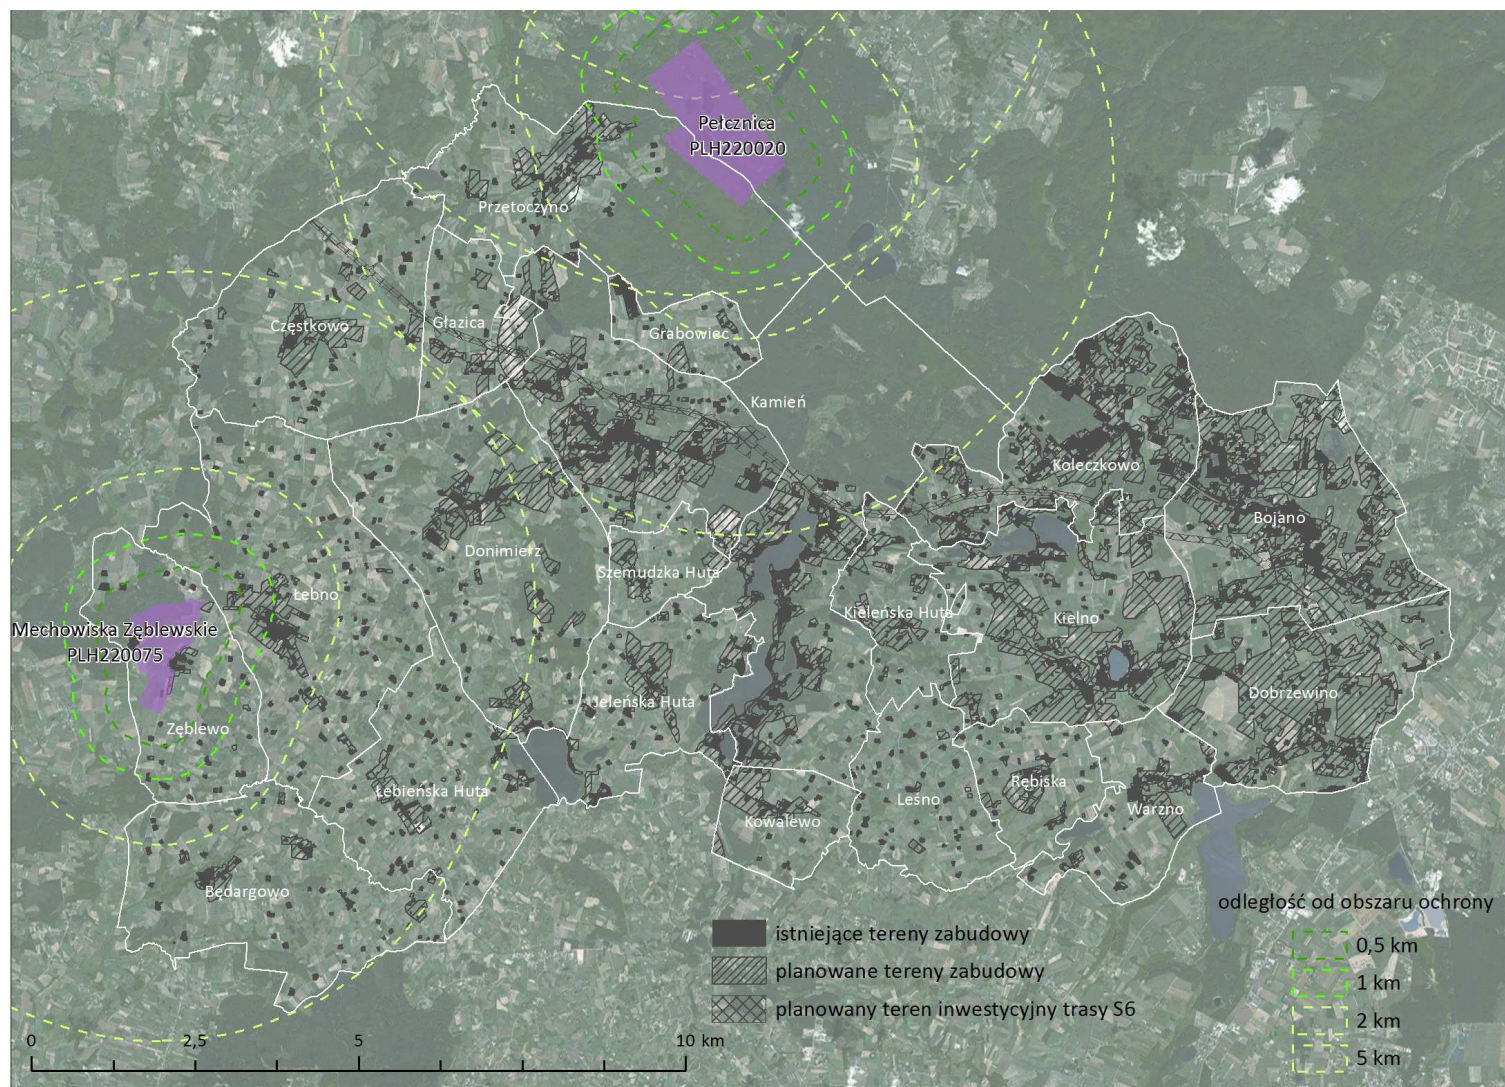 Pełcznica
PLH220020
Przetoczyno
Częstkowo
Głazica
Grabowiec
Kamień
Koleczkowo
Bojano
Donimierz
Szemudzka Huta
Łebno
Kieleńska Huta
Kielno
Mechowiska Zęblewskie
PLH220075
Zęblewo
Jeleńska Huta
Dobrzewino
Łebieńska Huta
Leśno
Rębiska
Warzno
Kowalewo
Będargowo
odległość od obszaru ochrony
0,5 km
1 km
2 km
5 km
istniejące tereny zabudowy
planowane tereny zabudowy
planowany teren inwestycyjny trasy S6
0 2,5 5 10 km